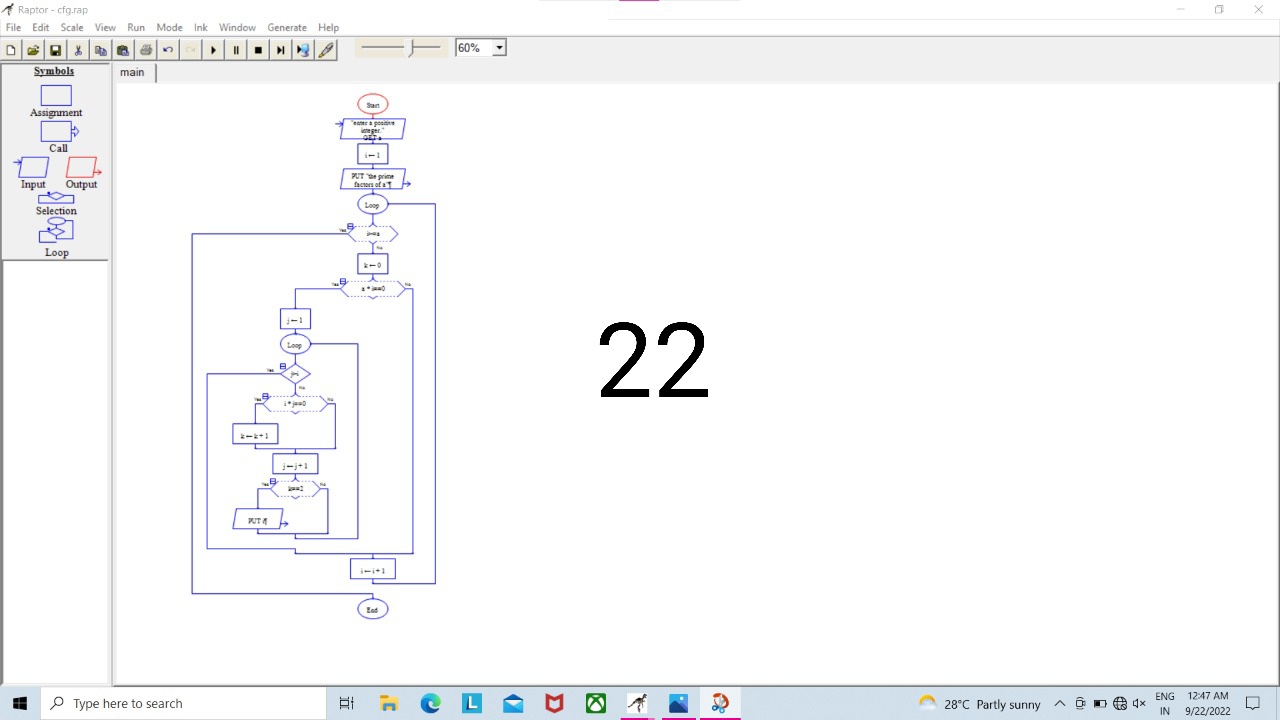 Raptor - cfg.rap
File Edit Scale View Run Mode Ink Window Generate Help
60%
Symbols
main
Assignment
Call
Input Output
Selection
Loop
Start
"enter a positive
integer."
GET a
i ← 1
PUT "the prime
factors of a"¶
Loop
Yes
No
k ← 0
Yes No
j ← 1
Loop
Yes
No
Yes No
k ← k + 1
j ← j + 1
Yes k==2 No
PUT i¶
i ← i + 1
End
22
Type here to search
28°C Partly sunny
ENG
IN
12:47 AM
9/22/2022